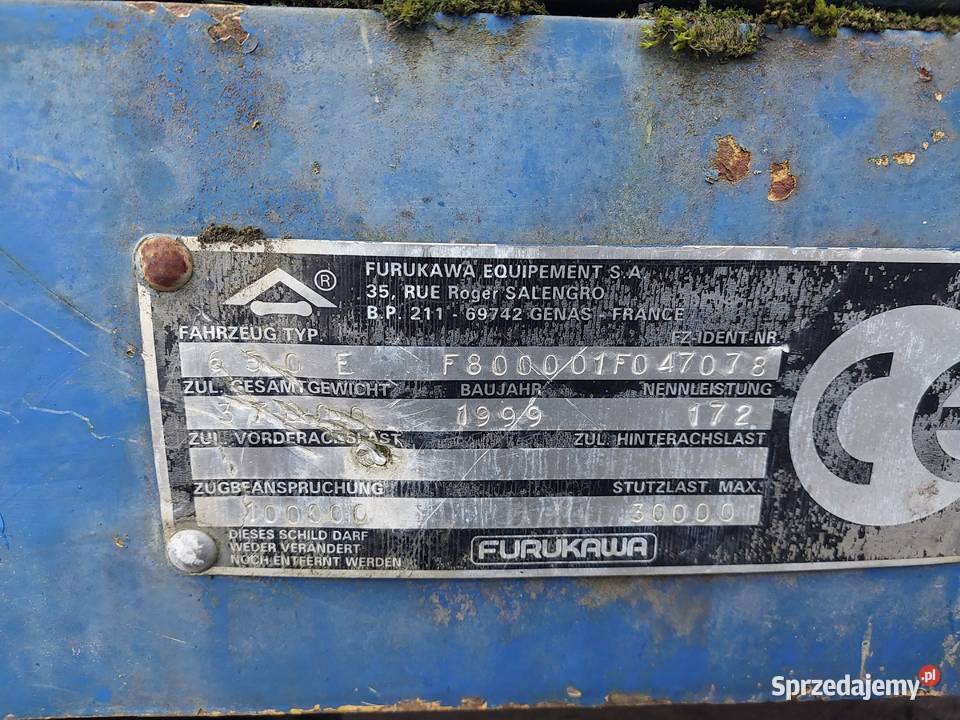 ®
FURUKAWA EQUIPEMENT S.A.
35, RUE Roger SALENGRO
B.P. 211 - 69742 GENAS - FRANCE
FAHRZEUG TYP FZ-IDENT-NR.
650E F800001F047078
ZUL. GESAMTGEWICHT BAUJAHR NENNLEISTUNG
1999 172
ZUL. VORDERACHSLAST ZUL. HINTERACHSLAST
ZUGBEANSPRUCHUNG STUTZLAST MAX.
100000 30000
DIESES SCHILD DARF
WEDER VERÄNDERT
NOCH ENTFERNT WERDEN
FURUKAWA
CE
Sprzedajemy.pl